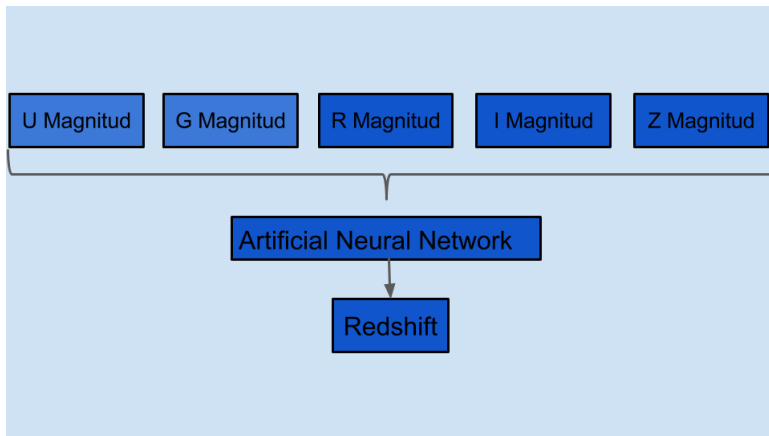 U Magnitud
G Magnitud
R Magnitud
I Magnitud
Z Magnitud
Artificial Neural Network
Redshift